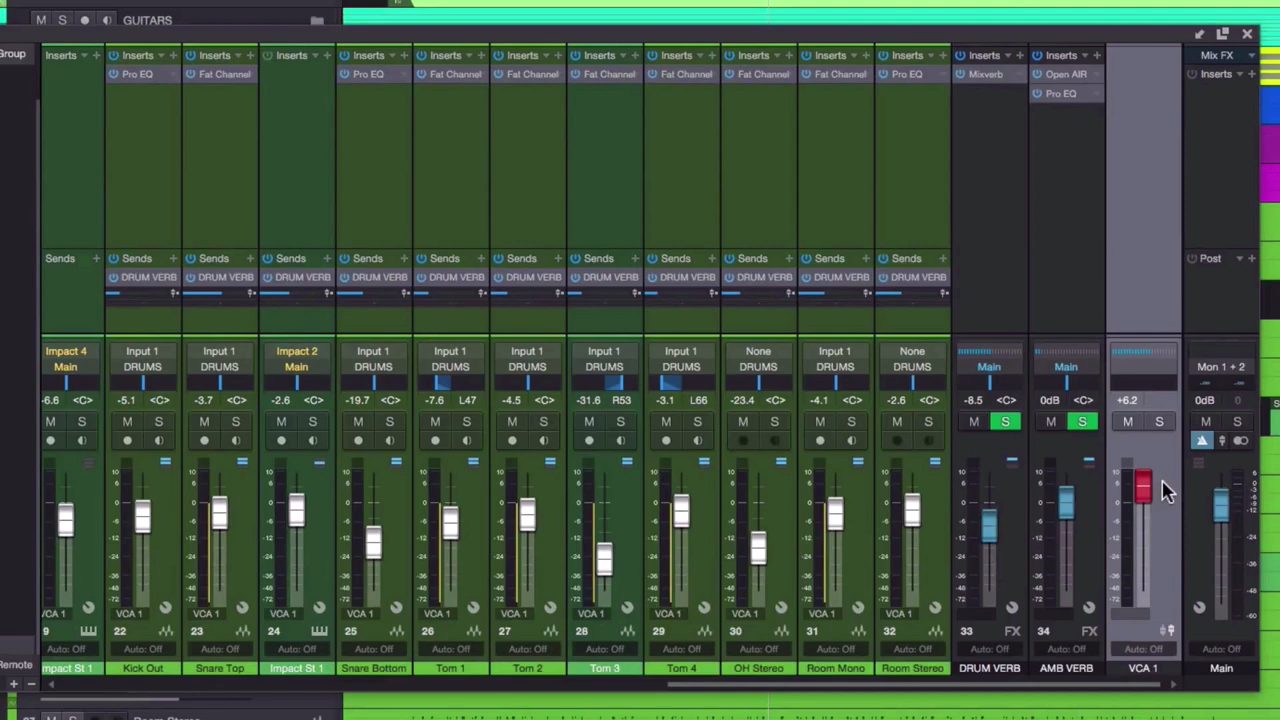 M S GUITARS
Group
Inserts Inserts Inserts Inserts Inserts Inserts Inserts Inserts Inserts Inserts Inserts Inserts Inserts Inserts Mix FX
Pro EQ Fat Channel Pro EQ Fat Channel Fat Channel Fat Channel Fat Channel Fat Channel Fat Channel Pro EQ Mixverb Open AIR Inserts
Pro EQ
Sends Sends Sends Sends Sends Sends Sends Sends Sends Sends Sends Sends Post
DRUM VERB DRUM VERB DRUM VERB DRUM VERB DRUM VERB DRUM VERB DRUM VERB DRUM VERB DRUM VERB DRUM VERB DRUM VERB
Impact 4 Input 1 Input 1 Impact 2 Input 1 Input 1 Input 1 Input 1 Input 1 None Input 1 None
Main DRUMS DRUMS Main DRUMS DRUMS DRUMS DRUMS DRUMS DRUMS DRUMS DRUMS Main Main Mon 1 + 2
-6.6 <C> -5.1 <C> -3.7 <C> -2.6 <C> -19.7 <C> -7.6 L47 -4.5 <C> -31.6 R53 -3.1 L66 -23.4 <C> -4.1 <C> -2.6 <C> -8.5 <C> 0dB <C> +6.2 0dB 0
M S M S M S M S M S M S M S M S M S M S M S M S M S M S M S M S
VCA 1 VCA 1 VCA 1 VCA 1 VCA 1 VCA 1 VCA 1 VCA 1 VCA 1 VCA 1 VCA 1 VCA 1
9 22 23 24 25 26 27 28 29 30 31 32 33 FX 34 FX
Auto: Off Auto: Off Auto: Off Auto: Off Auto: Off Auto: Off Auto: Off Auto: Off Auto: Off Auto: Off Auto: Off Auto: Off Auto: Off Auto: Off Auto: Off Auto: Off
Remote mpact St 1 Kick Out Snare Top Impact St 1 Snare Bottom Tom 1 Tom 2 Tom 3 Tom 4 OH Stereo Room Mono Room Stereo DRUM VERB AMB VERB VCA 1 Main